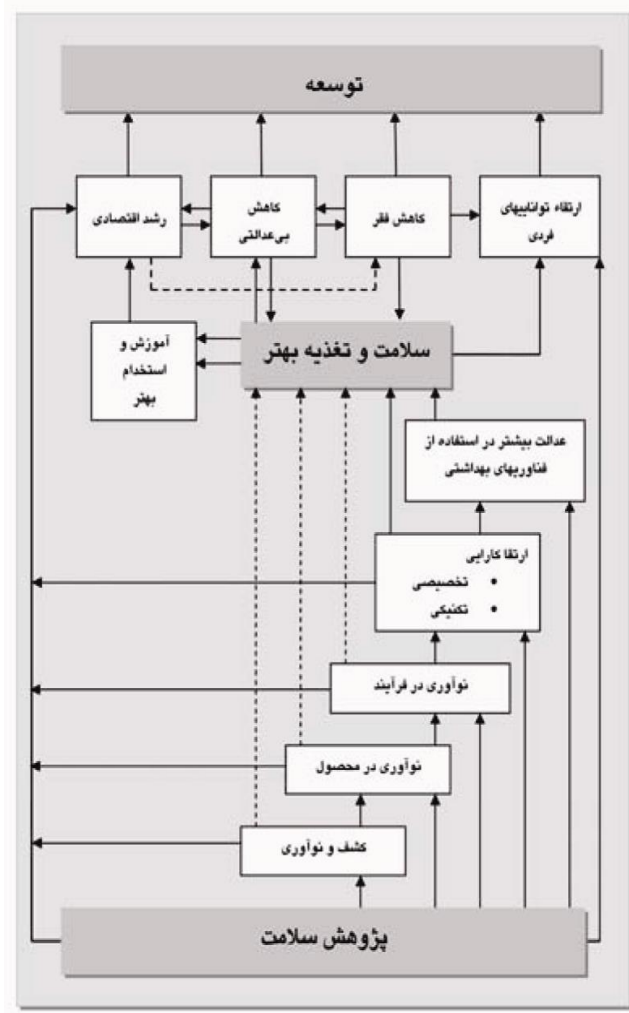 توسعه
ارتقاء تواناییهای
فردی
کاهش فقر
کاهش
بی‌عدالتی
رشد اقتصادی
سلامت و تغذیه بهتر
آموزش و
استخدام
بهتر
عدالت بیشتر در استفاده از
فناوریهای بهداشتی
ارتقا کارایی
• تخصیصی
• تکنیکی
نوآوری در فرآیند
نوآوری در محصول
کشف و نوآوری
پژوهش سلامت